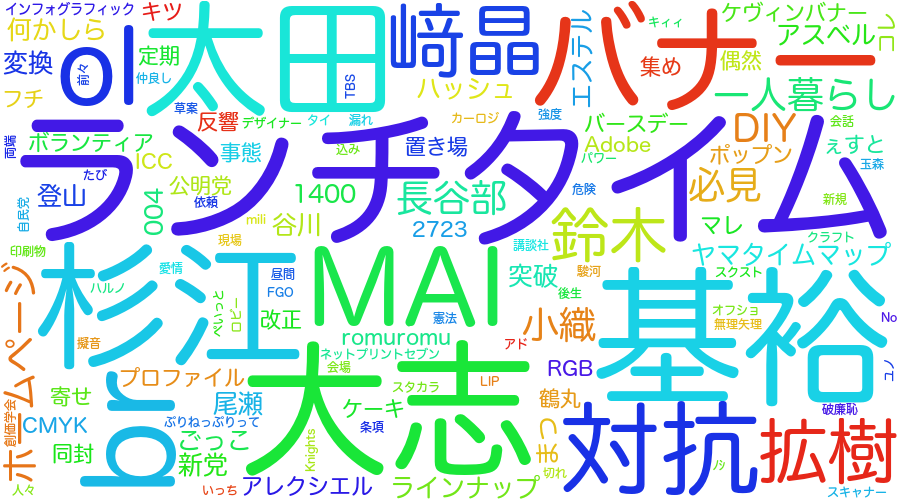 インフォグラフィック
キツ
太田
﨑晶
バナー
ケヴィンバナー
何かしら
ol
定期
TBS
エステル
キィィ
アスベル
フレ
変換
前々
仲良し
集め
偶然
フチ
草案
反響
デザイナー
タイ
漏れ
ハッシュ
カーロジ
強度
一人暮らし
両端
ボランティア
ICC
事態
込み
置き場
バースデー
Adobe
パワー
DIY
ポップン
会話
えすと
玉森
ランチタイム
たび
登山
004
公明党
依頼
1400
長谷部
危険
必見
新規
自民党
mili
谷川
2723
鈴木
マレ
クラフト
印刷物
現場
講談社
ヤマタイムマップ
杉江
愛情
昼間
MAI
突破
駿河
スクスト
基裕
ハルノ
FGO
後生
オフショ
ホームページ
べいっと
ロビー
改正
憲法
小織
無理矢理
No
擬音
romuromu
アド
ネットプリントセブン
会場
RGB
ユノ
br
プロファイル
大志
スタカラ
LIP
鶴丸
破廉恥
創価学会
寄せ
尾瀬
ケーキ
CMYK
ぷりねっぷりって
条項
まつ
対抗
拡樹
同封
ごっこ
新党
Knights
切れ
人々
いっち
アレクシエル
ラインナップ
スキャナー